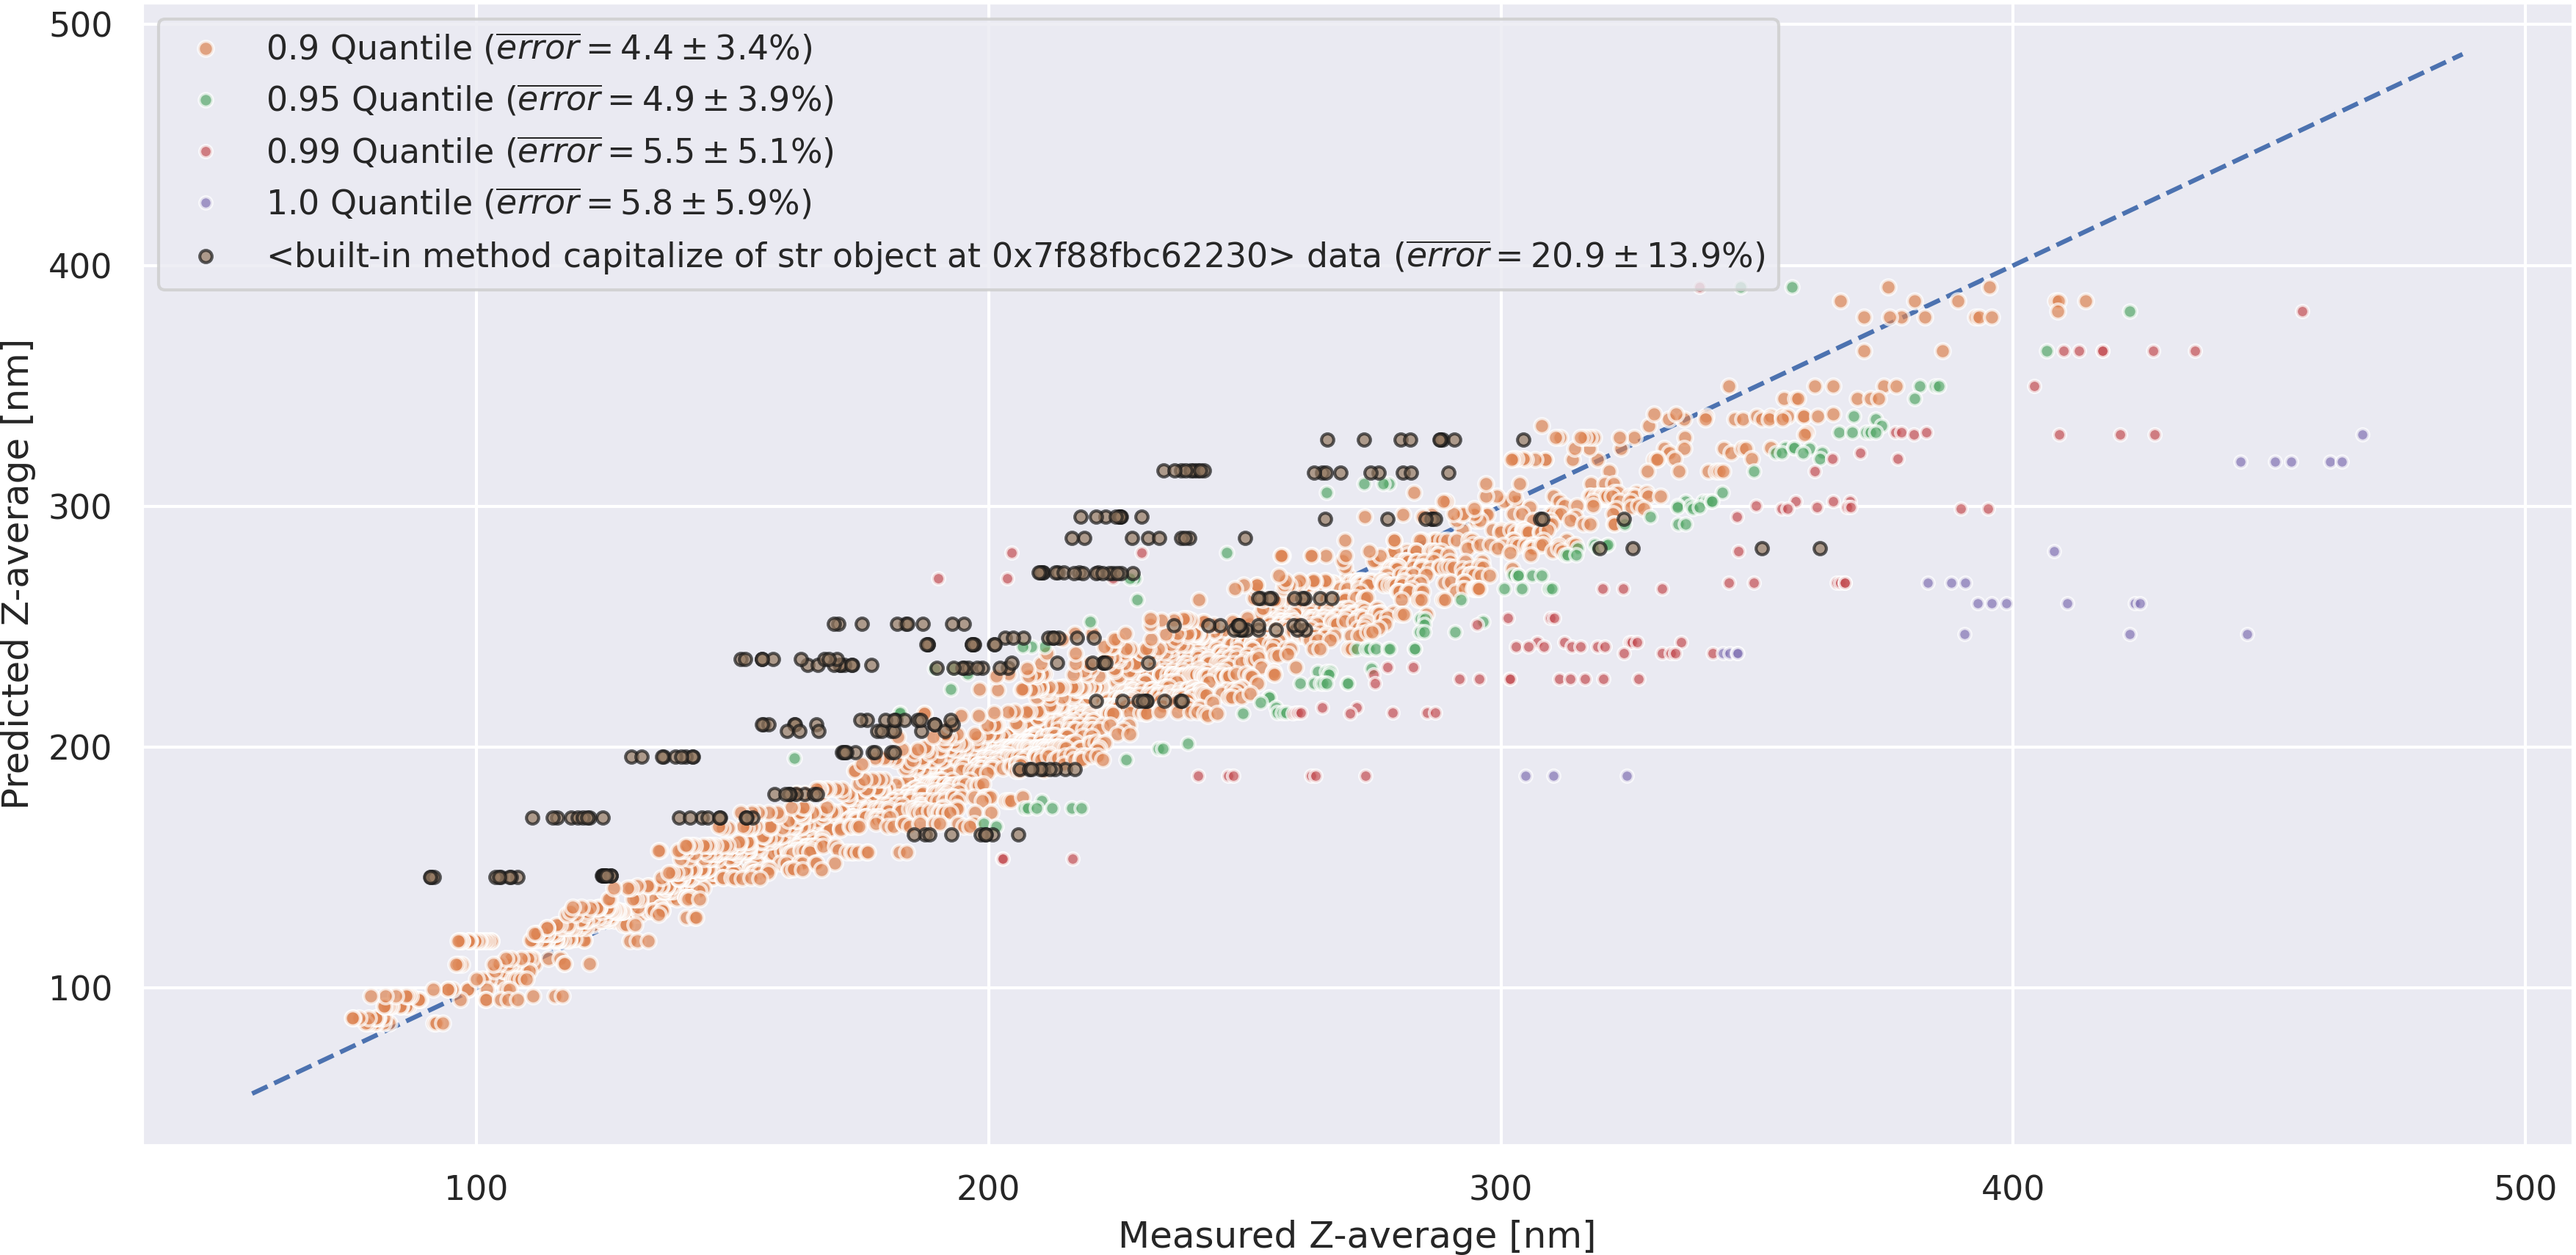 0.9 Quantile (error = 4.4 ± 3.4%)
0.95 Quantile (error = 4.9 ± 3.9%)
0.99 Quantile (error = 5.5 ± 5.1%)
1.0 Quantile (error = 5.8 ± 5.9%)
<built-in method capitalize of str object at 0x7f88fbc62230> data (error = 20.9 ± 13.9%)
500
400
300
200
100
Predicted Z-average [nm]
100
200
300
400
500
Measured Z-average [nm]